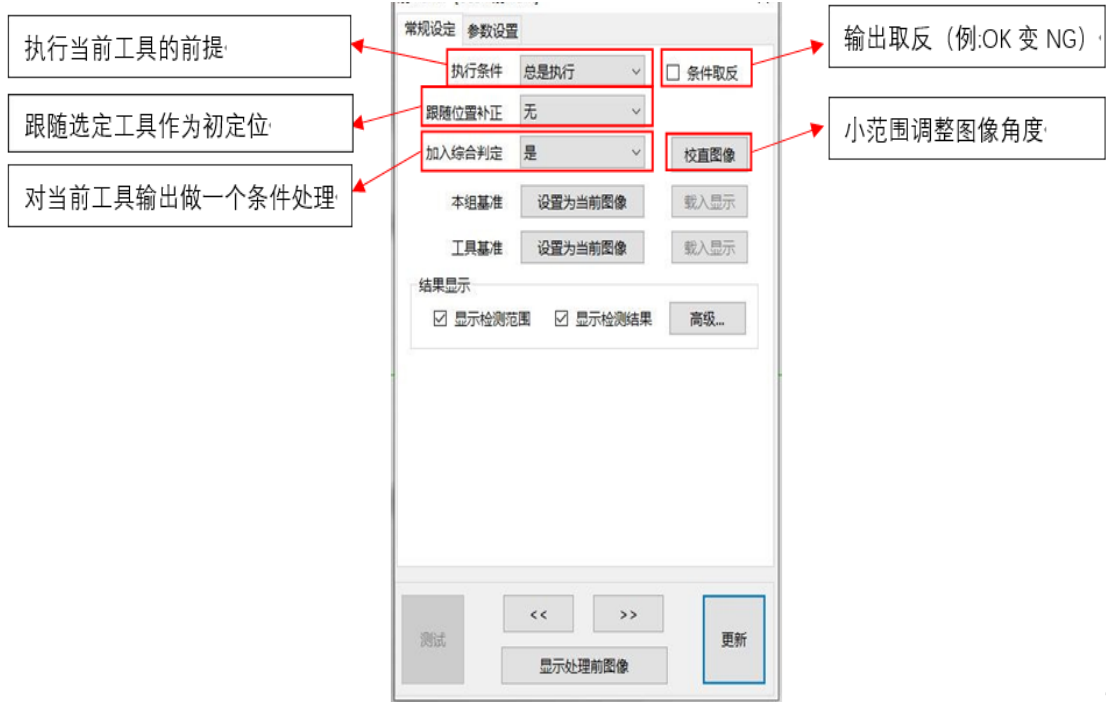 常规设定 参数设置
执行当前工具的前提
执行条件 总是执行 条件取反
输出取反（例:OK 变 NG）
跟随选定工具作为初定位
跟随位置补正 无
小范围调整图像角度
加入综合判定 是 校直图像
对当前工具输出做一个条件处理
本组基准 设置为当前图像 载入显示
工具基准 设置为当前图像 载入显示
结果显示
显示检测范围 显示检测结果 高级...
测试 << >> 更新
显示处理前图像